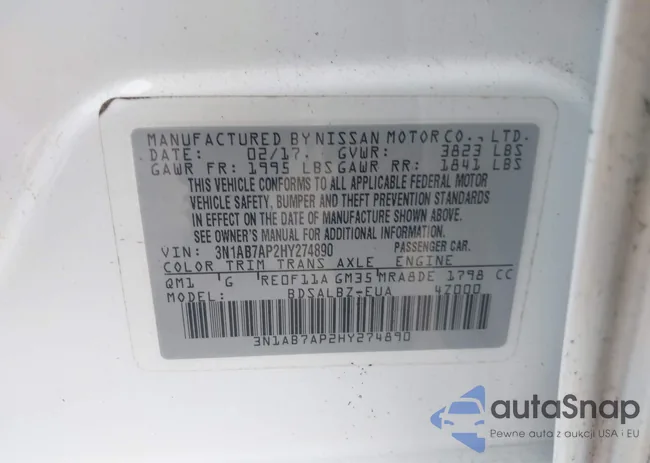 MANUFACTURED BY NISSAN MOTOR CO., LTD.
DATE: 02/17. GVWR: 3823 LBS
GAWR FR: 1995 LBS GAWR RR: 1841 LBS
THIS VEHICLE CONFORMS TO ALL APPLICABLE FEDERAL MOTOR
VEHICLE SAFETY, BUMPER AND THEFT PREVENTION STANDARDS
IN EFFECT ON THE DATE OF MANUFACTURE SHOWN ABOVE.
SEE OWNER'S MANUAL FOR ADDITIONAL INFORMATION.
VIN: 3N1AB7AP2HY274890 PASSENGER CAR.
COLOR TRIM TRANS AXLE ENGINE
QM1 G RE0F11A GM35 MRA8DE 1798 CC
MODEL: BDSALBZ-EUA 4Z000
3N1AB7AP2HY274890
autaSnap
Pewne auta z aukcji USA i EU